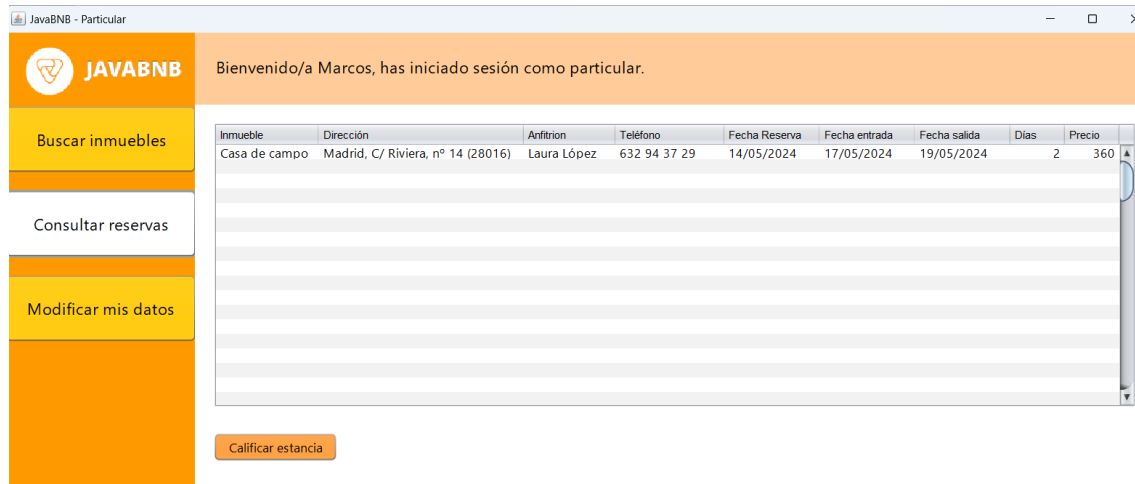 JavaBNB - Particular
JAVABNB
Bienvenido/a Marcos, has iniciado sesión como particular.
Buscar inmuebles
Consultar reservas
Modificar mis datos
Inmueble Dirección Anfitrion Teléfono Fecha Reserva Fecha entrada Fecha salida Días Precio
Casa de campo Madrid, C/ Riviera, nº 14 (28016) Laura López 632 94 37 29 14/05/2024 17/05/2024 19/05/2024 2 360
Calificar estancia